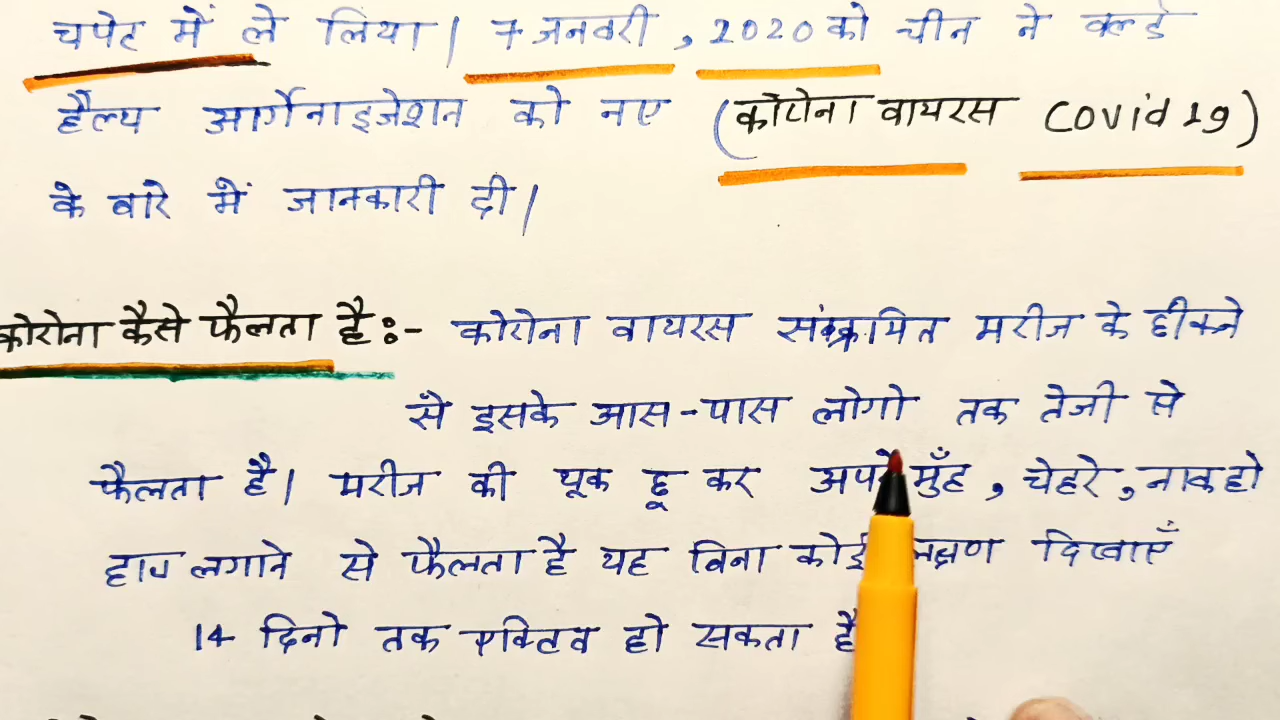 चपेट में ले लिया। 7 जनवरी, 2020 को चीन ने वर्ल्ड
हैल्थ आर्गेनाइजेशन को नए (कोरोना वायरस Covid 19)
के बारे में जानकारी दी।
कोरोना कैसे फैलता है:- कोरोना वायरस संक्रामित मरीज के छीकने
से इसके आस-पास लोगो तक तेजी से
फैलता है। मरीज की थूक छू कर मुँह, चेहरे, नाक हो
हाथ लगाने से फैलता है यह बिना कोई लक्षण दिखाएँ
14 दिनो तक एक्टिव हो सकता है